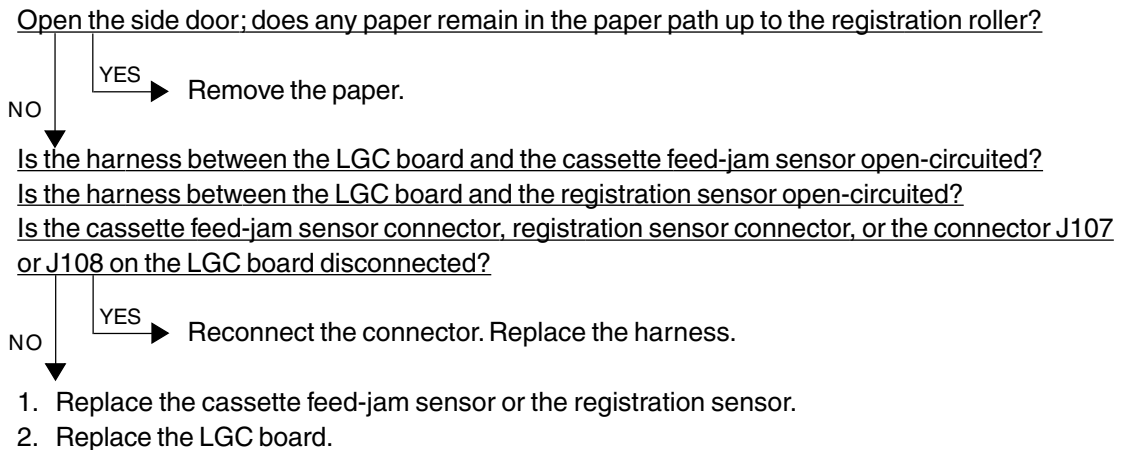 Open the side door; does any paper remain in the paper path up to the registration roller?
YES
Remove the paper.
NO
Is the harness between the LGC board and the cassette feed-jam sensor open-circuited?
Is the harness between the LGC board and the registration sensor open-circuited?
Is the cassette feed-jam sensor connector, registration sensor connector, or the connector J107
or J108 on the LGC board disconnected?
YES
Reconnect the connector. Replace the harness.
NO
1. Replace the cassette feed-jam sensor or the registration sensor.
2. Replace the LGC board.